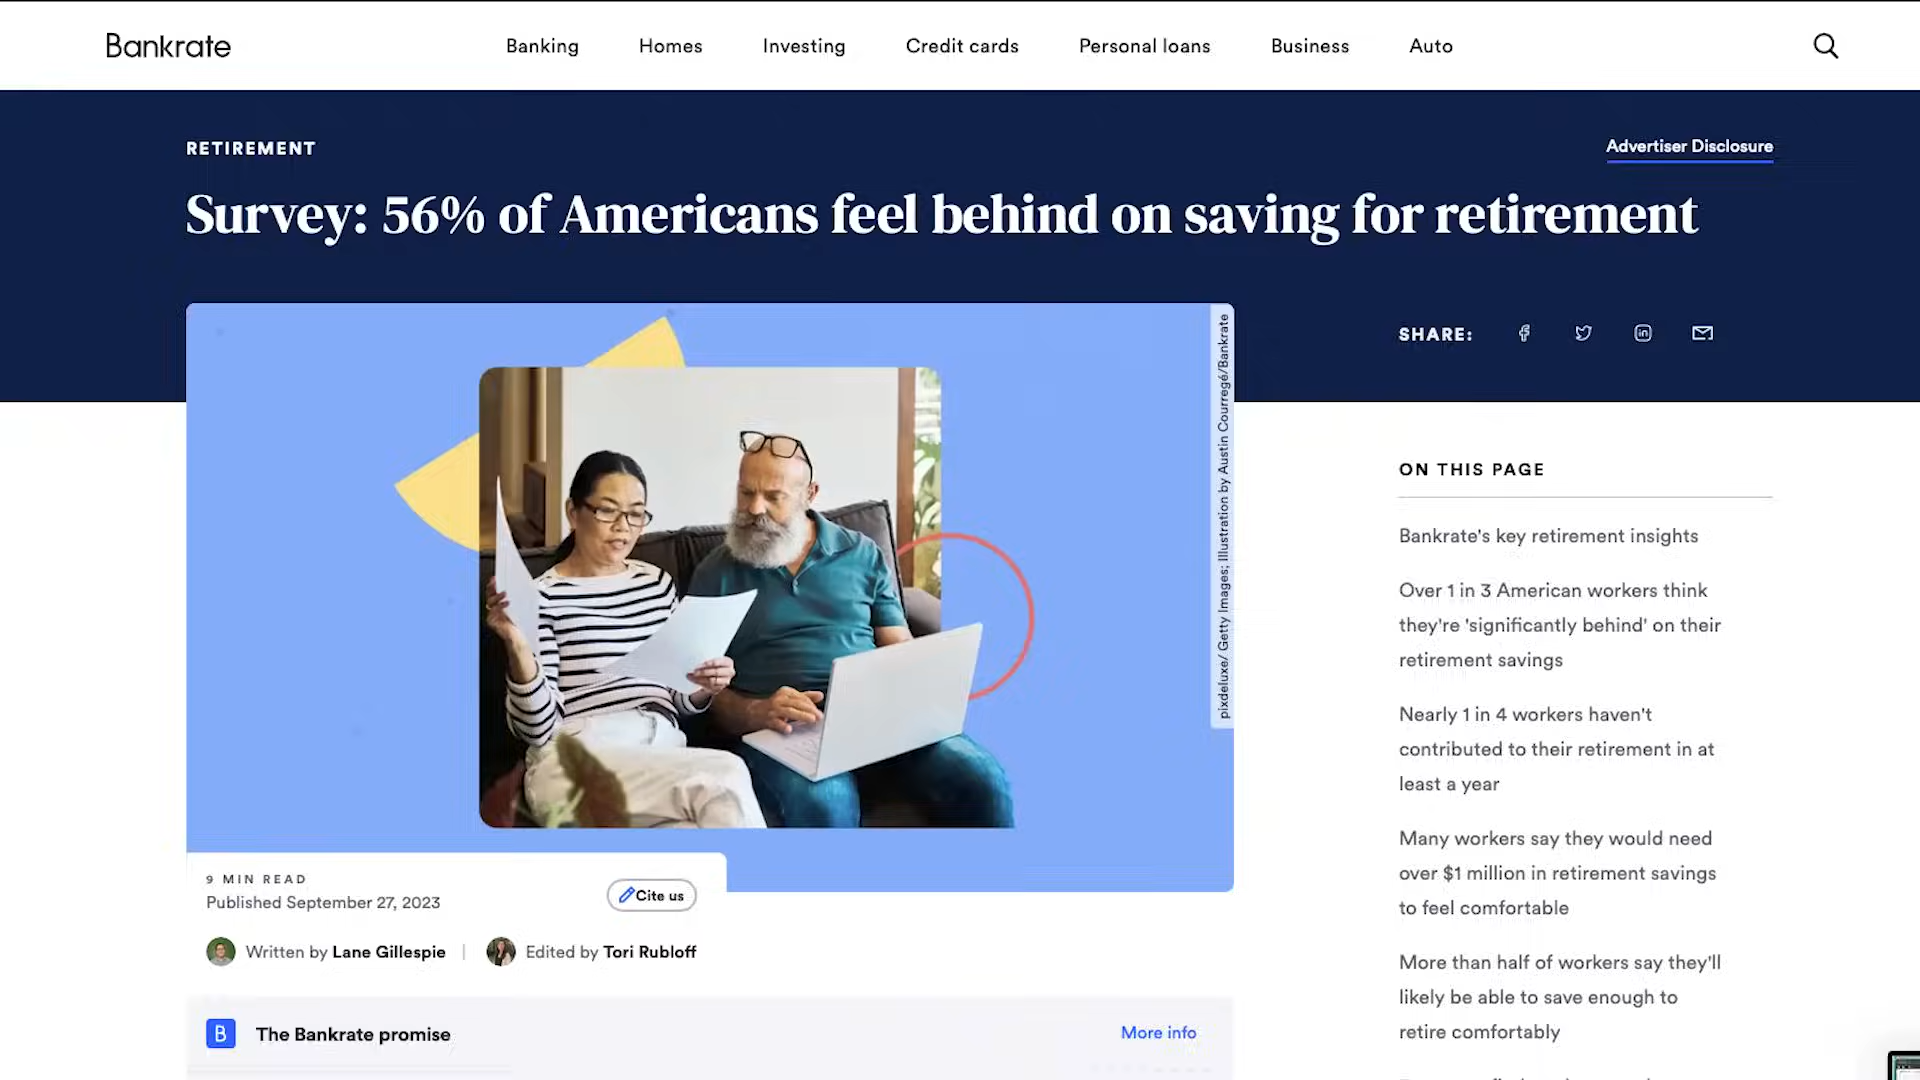 Bankrate
Banking
Homes
Investing
Credit cards
Personal loans
Business
Auto
RETIREMENT
Advertiser Disclosure
Survey: 56% of Americans feel behind on saving for retirement
SHARE:
pixdeluxe/ Getty Images; Illustration by Austin Courregé/Bankrate
9 MIN READ
Published September 27, 2023
Cite us
Written by Lane Gillespie | Edited by Tori Rubloff
B The Bankrate promise
More info
ON THIS PAGE
Bankrate's key retirement insights
Over 1 in 3 American workers think
they're 'significantly behind' on their
retirement savings
Nearly 1 in 4 workers haven't
contributed to their retirement in at
least a year
Many workers say they would need
over $1 million in retirement savings
to feel comfortable
More than half of workers say they'll
likely be able to save enough to
retire comfortably